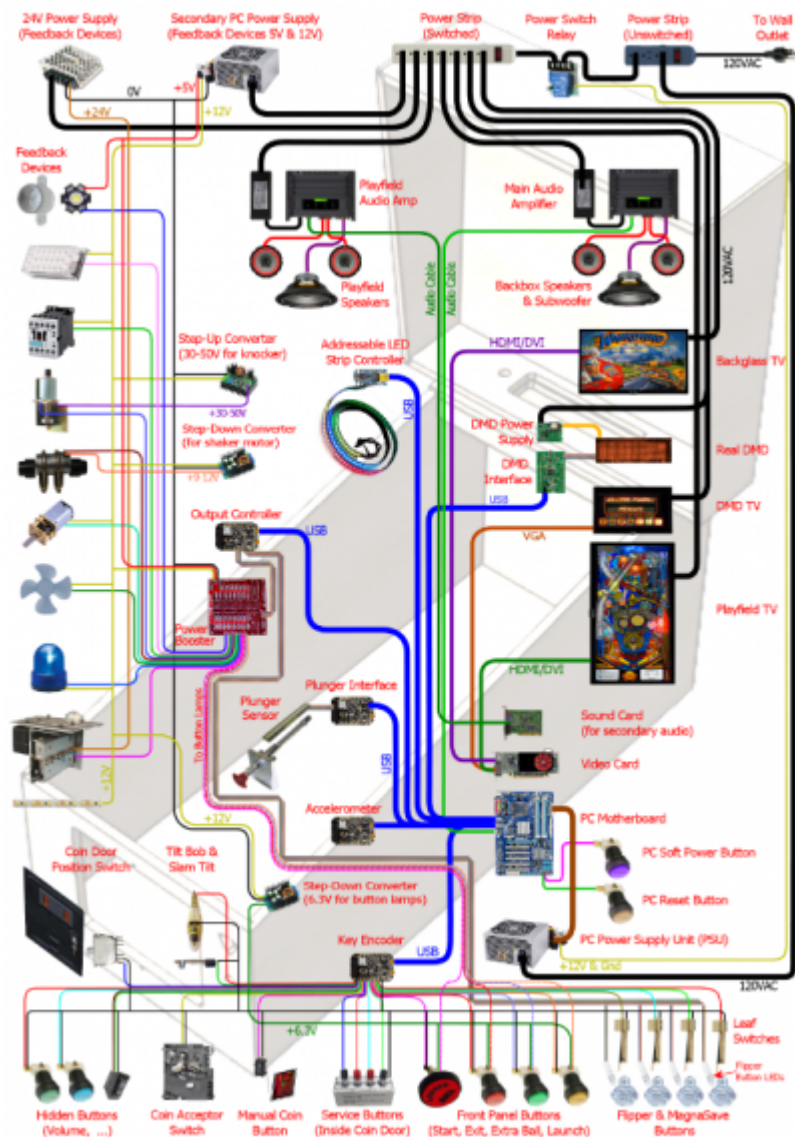 24V Power Supply
(Feedback Devices)
Secondary PC Power Supply
(Feedback Devices 5V & 12V)
Power Strip
(Switched)
Power Switch
Relay
Power Strip
(Unswitched)
To Wall
Outlet
120VAC
0V
+5V
+24V
+12V
Feedback
Devices
Playfield
Audio Amp
Main Audio
Amplifier
Playfield
Speakers
Audio Cable
Audio Cable
Backbox Speakers
& Subwoofer
120VAC
Step-Up Converter
(30-50V for knocker)
Addressable LED
Strip Controller
HDMI/DVI
Backglass TV
USB
+30-50V
Step-Down Converter
(for shaker motor)
DMD Power
Supply
Real DMD
DMD
Interface
+9-12V
USB
DMD TV
Output Controller
USB
VGA
Power
Booster
Playfield TV
HDMI/DVI
Plunger Interface
Plunger
Sensor
To Button Lamps
USB
Sound Card
(for secondary audio)
Video Card
+12V
Accelerometer
PC Motherboard
+12V
PC Soft Power Button
Coin Door
Position Switch
Tilt Bob &
Slam Tilt
Step-Down Converter
(6.3V for button lamps)
PC Reset Button
Key Encoder
USB
PC Power Supply Unit (PSU)
+12V & Gnd
120VAC
+6.3V
Leaf
Switches
Flipper
Button LEDs
Hidden Buttons
(Volume, ...)
Coin Acceptor
Switch
Manual Coin
Button
Service Buttons
(Inside Coin Door)
Front Panel Buttons
(Start, Exit, Extra Ball, Launch)
Flipper & MagnaSave
Buttons